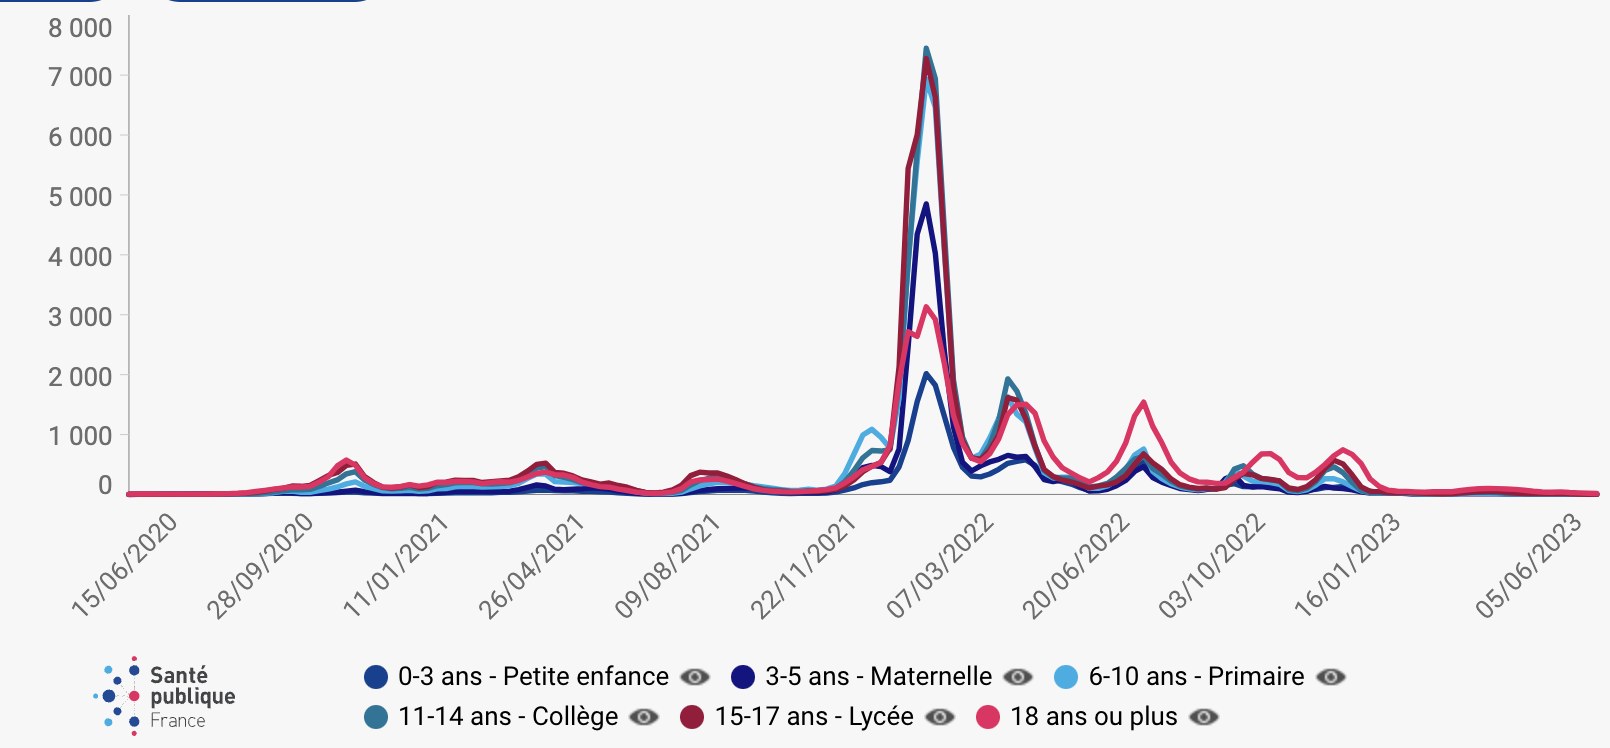 8 000
7 000
6 000
5 000
4 000
3 000
2 000
1 000
0
15/06/2020
28/09/2020
11/01/2021
26/04/2021
09/08/2021
22/11/2021
07/03/2022
20/06/2022
03/10/2022
16/01/2023
05/06/2023
Santé
publique
France
0-3 ans - Petite enfance
3-5 ans - Maternelle
6-10 ans - Primaire
11-14 ans - Collège
15-17 ans - Lycée
18 ans ou plus